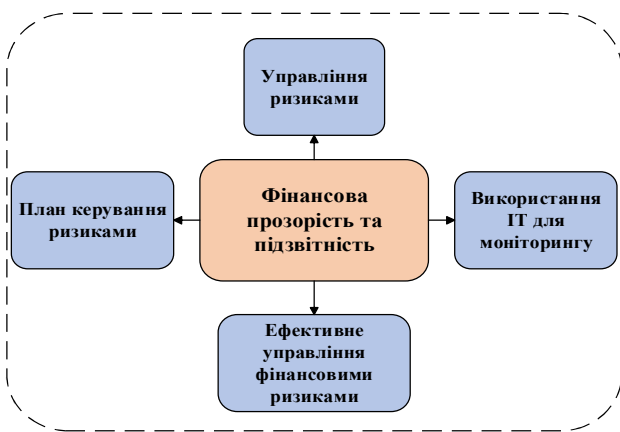 Управління
ризиками
План керування
ризиками
Фінансова
прозорість та
підзвітність
Використання
ІТ для
моніторингу
Ефективне
управління
фінансовими
ризиками